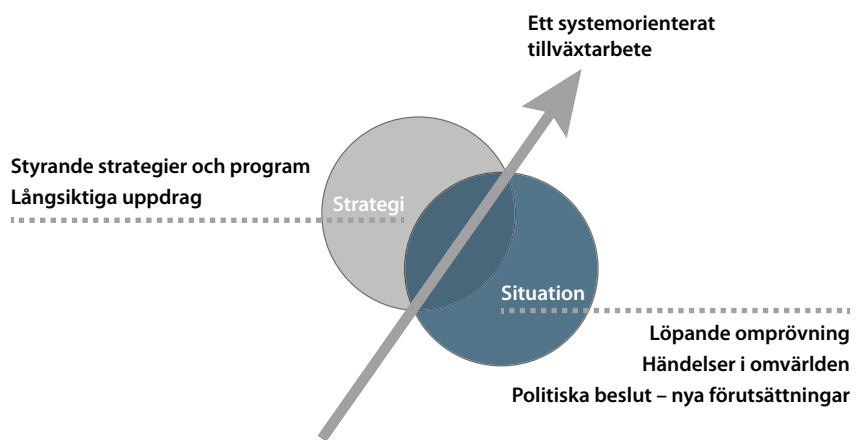 Ett systemorienterat
tillväxtarbete
Styrande strategier och program
Långsiktiga uppdrag
Strategi
Situation
Löpande omprövning
Händelser i omvärlden
Politiska beslut – nya förutsättningar